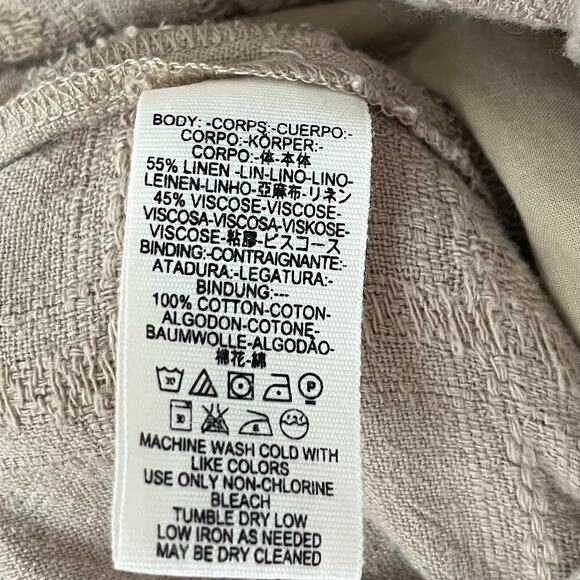 BODY: -CORPS:-CUERPO:-
CORPO:-KÖRPER:-
CORPO:-体-本体
55% LINEN -LIN-LINO-LINO-
LEINEN-LINHO-亞麻布-リネン
45% VISCOSE-VISCOSE-
VISCOSA-VISCOSA-VISKOSE-
VISCOSE-粘膠-ビスコース
BINDING:-CONTRAIGNANTE:-
ATADURA:-LEGATURA:-
BINDUNG:---
100% COTTON-COTON-
ALGODON-COTONE-
BAUMWOLLE-ALGODÃO-
棉花-綿
30 P
30
MACHINE WASH COLD WITH
LIKE COLORS
USE ONLY NON-CHLORINE
BLEACH
TUMBLE DRY LOW
LOW IRON AS NEEDED
MAY BE DRY CLEANED